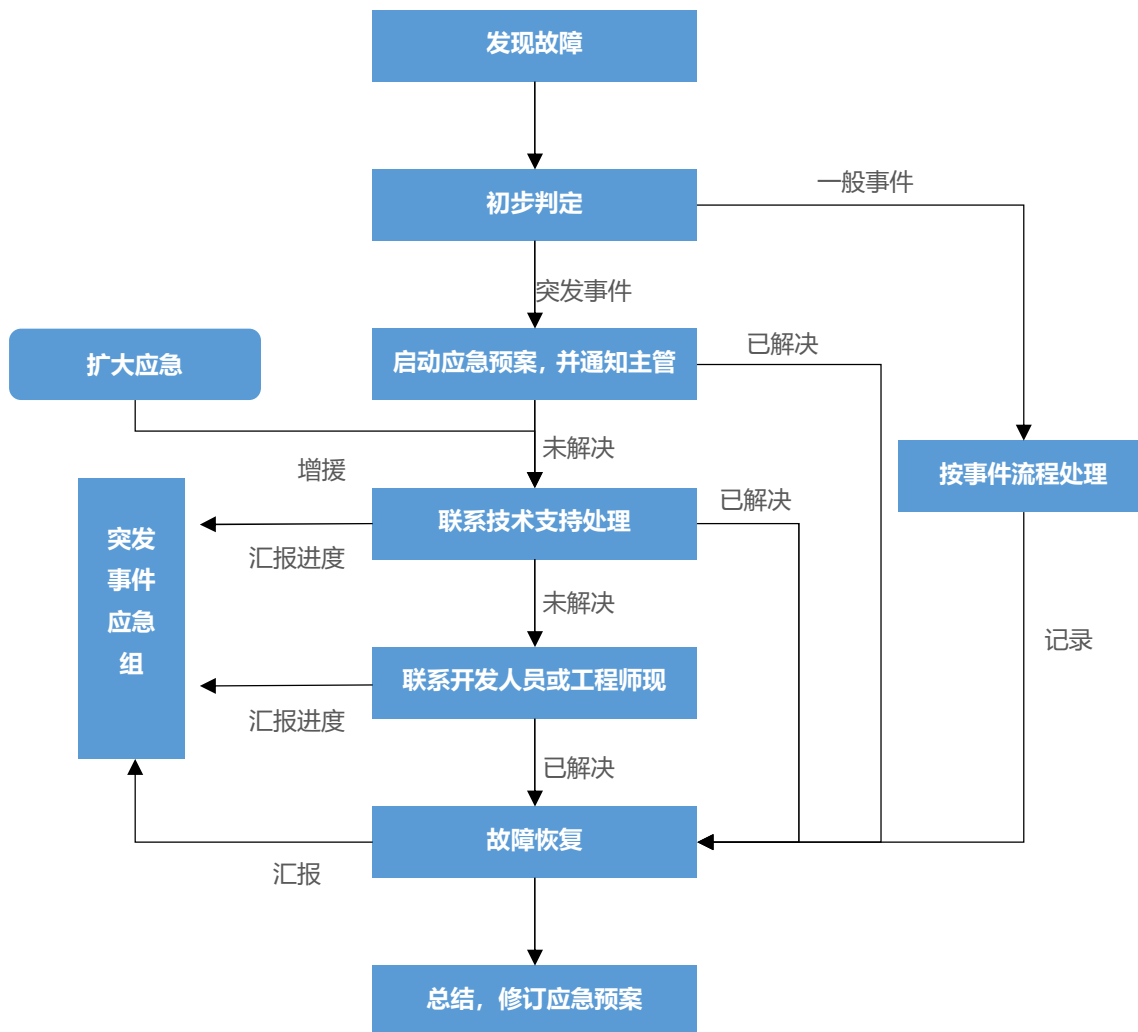 发现故障
初步判定
一般事件
突发事件
扩大应急
启动应急预案，并通知主管
已解决
未解决
按事件流程处理
增援
突发
事件
应急
组
联系技术支持处理
已解决
汇报进度
未解决
记录
联系开发人员或工程师现
汇报进度
已解决
故障恢复
汇报
总结，修订应急预案